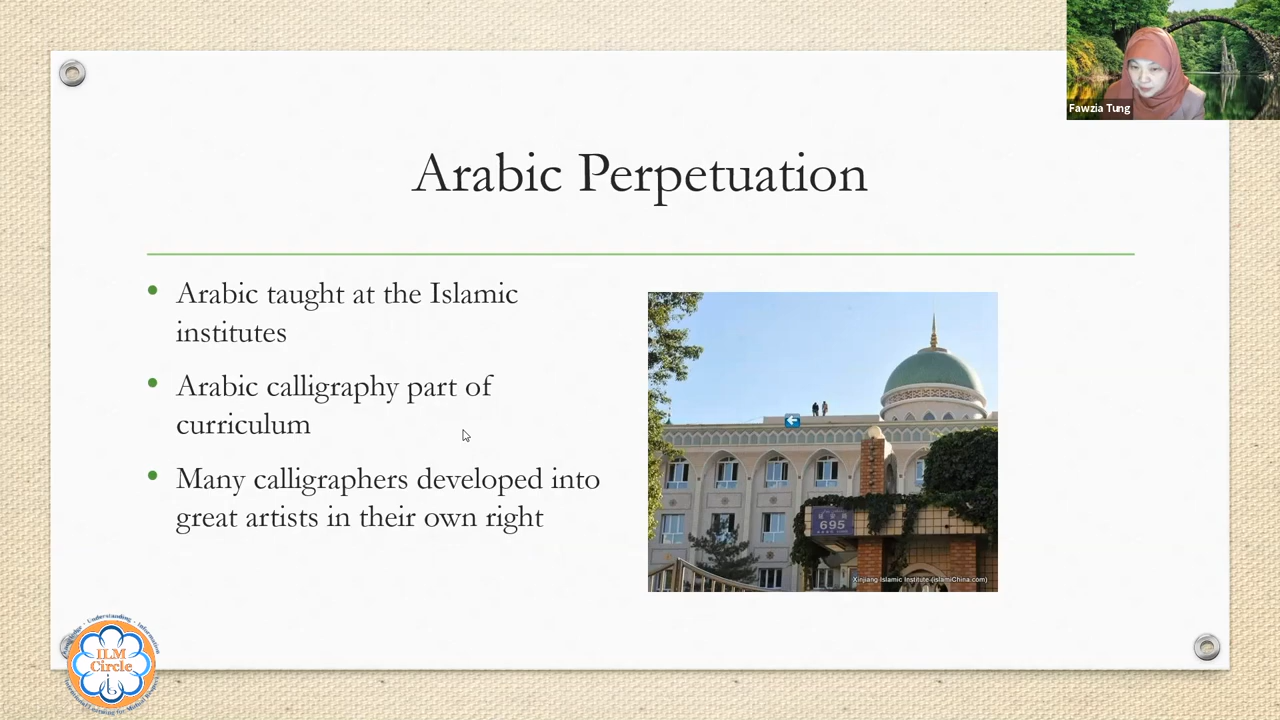 Fawzia Tung
Arabic Perpetuation
Arabic taught at the Islamic
institutes
Arabic calligraphy part of
curriculum
Many calligraphers developed into
great artists in their own right
695
Xinjiang Islamic Institute (islamiChina.com)
ILM
Circle